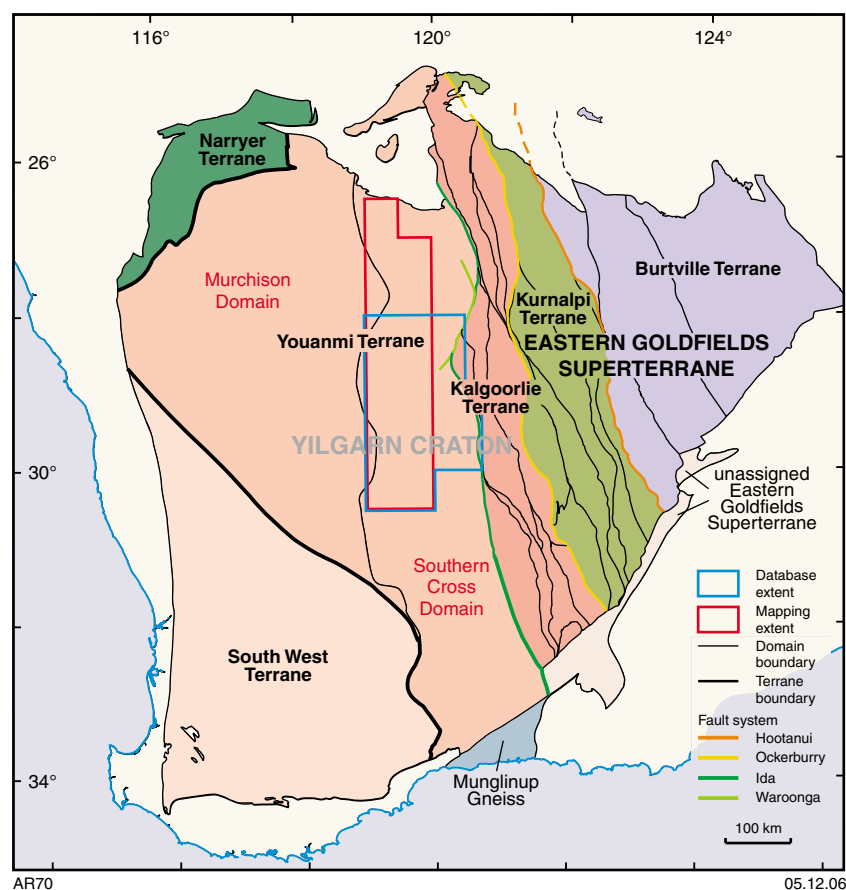 116°
120°
124°
26°
30°
34°
Narryer
Terrane
Murchison
Domain
Youanmi Terrane
Burtville Terrane
Kurnalpi
Terrane
EASTERN GOLDFIELDS
SUPERTERRANE
Kalgoorlie
Terrane
YILGARN CRATON
unassigned
Eastern
Goldfields
Superterrane
Southern
Cross
Domain
South West
Terrane
Munglinup
Gneiss
Database
extent
Mapping
extent
Domain
boundary
Terrane
boundary
Fault system
Hootanui
Ockerburry
Ida
Waroonga
100 km
AR70
05.12.06